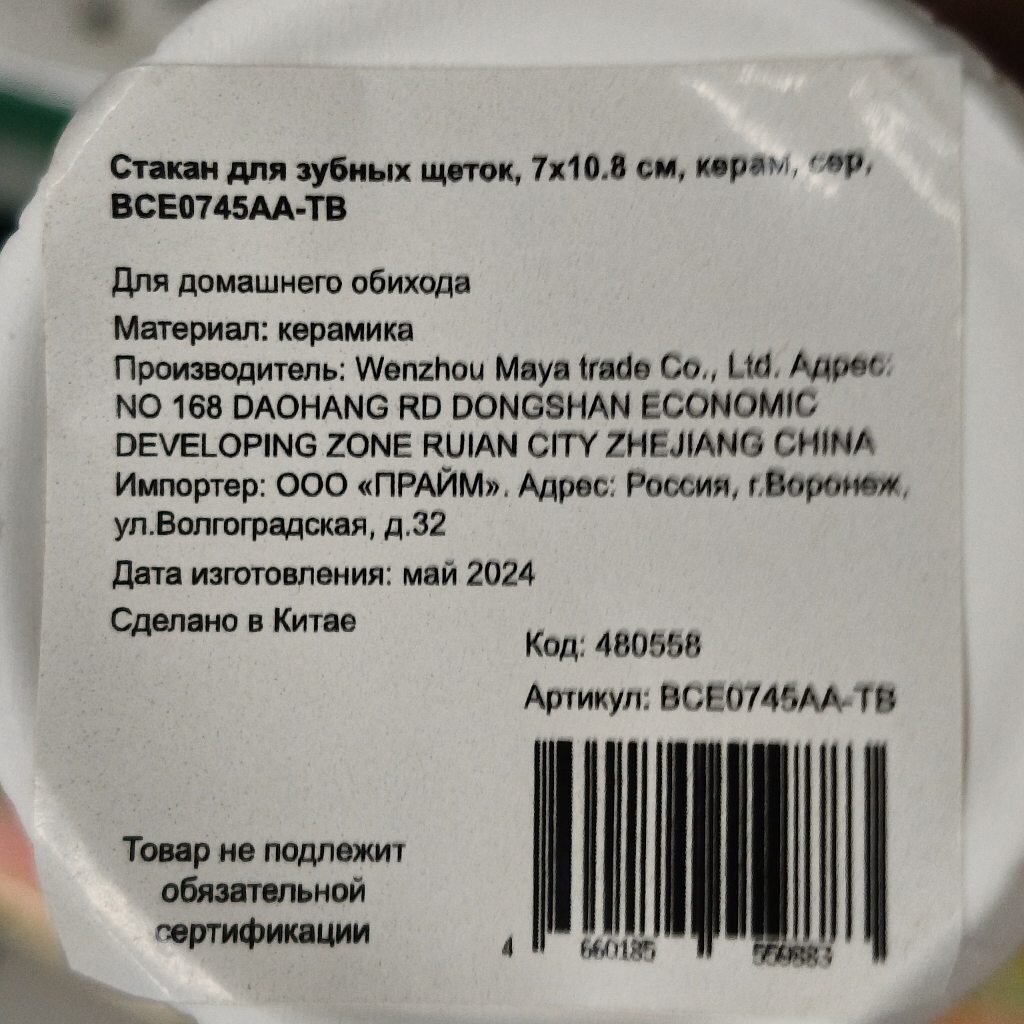 Стакан для зубных щеток, 7x10.8 см, керам, сер,
BCE0745AA-TB
Для домашнего обихода
Материал: керамика
Производитель: Wenzhou Maya trade Co., Ltd. Адрес:
NO 168 DAOHANG RD DONGSHAN ECONOMIC
DEVELOPING ZONE RUIAN CITY ZHEJIANG CHINA
Импортер: ООО «ПРАЙМ». Адрес: Россия, г.Воронеж,
ул.Волгоградская, д.32
Дата изготовления: май 2024
Сделано в Китае
Код: 480558
Артикул: BCE0745AA-TB
Товар не подлежит
обязательной
сертификации
4 660185